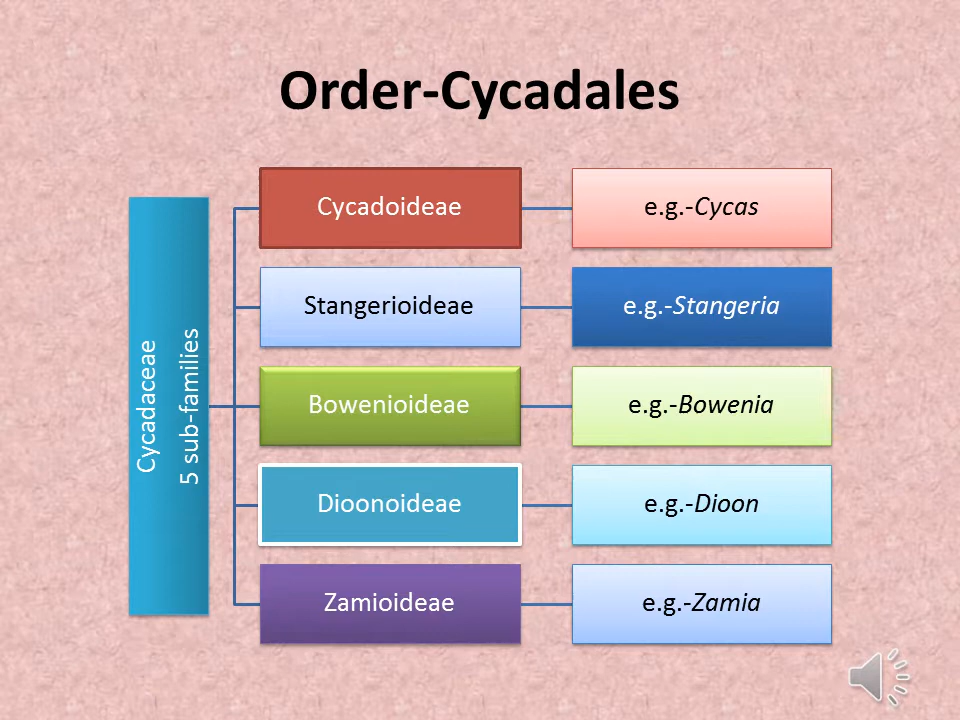 Order-Cycadales
Cycadaceae
5 sub-families
Cycadoideae
e.g.-Cycas
Stangerioideae
e.g.-Stangeria
Bowenioideae
e.g.-Bowenia
Dioonoideae
e.g.-Dioon
Zamioideae
e.g.-Zamia